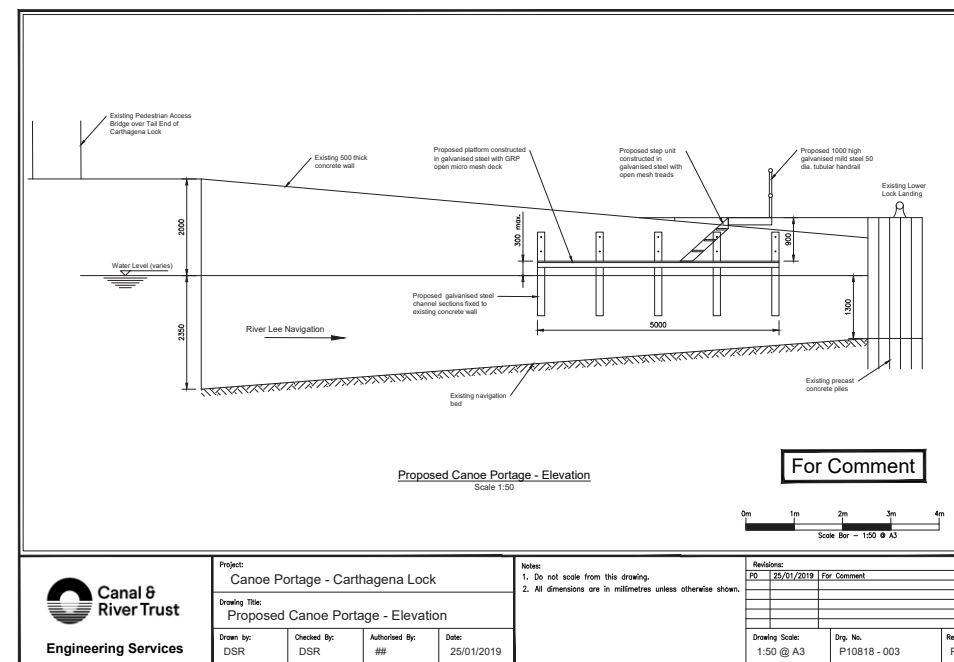 Existing Pedestrian Access
Bridge over Tail End of
Carthagena Lock
Existing 500 thick
concrete wall
Proposed platform constructed
in galvanised steel with GRP
open micro mesh deck
Proposed step unit
constructed in
galvanised steel with
open mesh treads
Proposed 1000 high
galvanised mild steel 50
dia. tubular handrail
Existing Lower
Lock Landing
2000
300 max.
900
Water Level (varies)
Proposed galvanised steel
channel sections fixed to
existing concrete wall
2350
River Lee Navigation
5000
1300
Existing navigation
bed
Existing precast
concrete piles
Proposed Canoe Portage - Elevation
Scale 1:50
For Comment
0m 1m 2m 3m 4m
Scale Bar - 1:50 @ A3
Canal &
River Trust
Engineering Services
Project:
Canoe Portage - Carthagena Lock
Drawing Title:
Proposed Canoe Portage - Elevation
Drawn by:
DSR
Checked By:
DSR
Authorised By:
##
Date:
25/01/2019
Notes:
1. Do not scale from this drawing.
2. All dimensions are in millimetres unless otherwise shown.
Revisions:
P0 25/01/2019 For Comment
Drawing Scale:
1:50 @ A3
Drg. No.
P10818 - 003